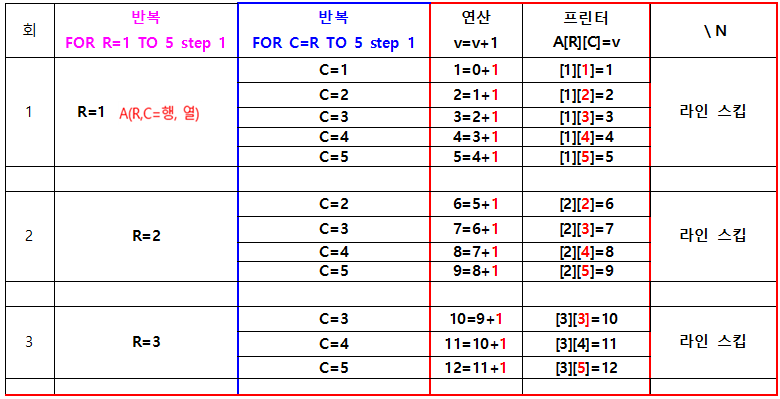 회 반복 반복 연산 프린터 \ N
FOR R=1 TO 5 step 1 FOR C=R TO 5 step 1 v=v+1 A[R][C]=v
C=1 1=0+1 [1][1]=1
C=2 2=1+1 [1][2]=2
1 R=1 A(R,C=행, 열) C=3 3=2+1 [1][3]=3 라인 스킵
C=4 4=3+1 [1][4]=4
C=5 5=4+1 [1][5]=5
C=2 6=5+1 [2][2]=6
2 R=2 C=3 7=6+1 [2][3]=7 라인 스킵
C=4 8=7+1 [2][4]=8
C=5 9=8+1 [2][5]=9
C=3 10=9+1 [3][3]=10
3 R=3 C=4 11=10+1 [3][4]=11 라인 스킵
C=5 12=11+1 [3][5]=12